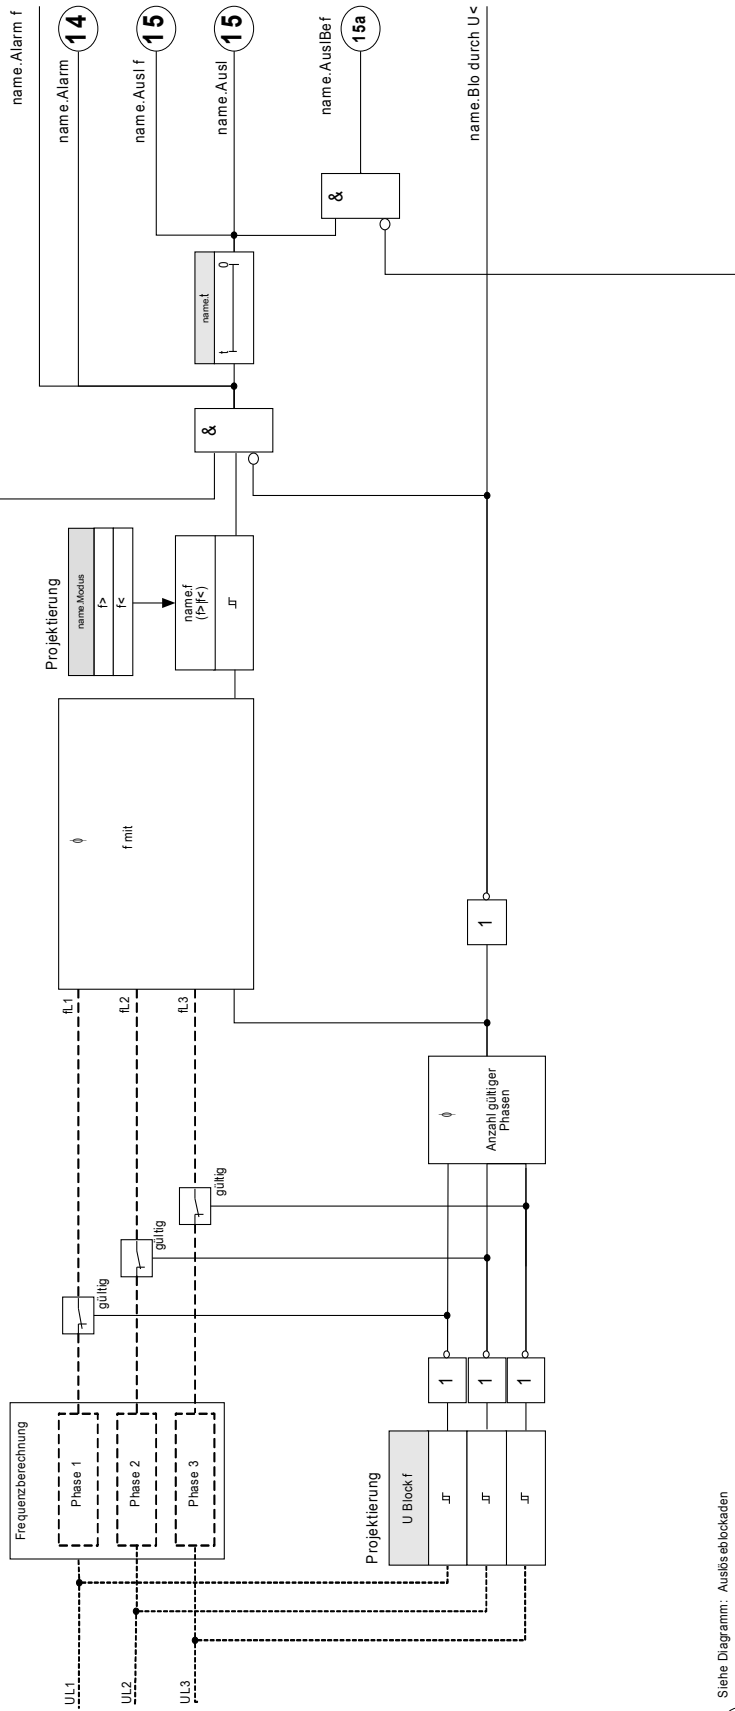 name.Alarm f
14
name.Alarm
15
name.Ausl f
15
name.Ausl
15a
name.AuslBef
name.Blo durch U<
&
name.t
t
0
&
Projektierung
name.Modus
f>
f<
name.f
(f>|f<)
ϕ
f mit
fL1
fL2
fL3
1
ϕ
Anzahl gültiger
Phasen
gültig
gültig
gültig
Frequenzberechnung
Phase 1
Phase 2
Phase 3
1
1
1
Projektierung
U Block f
UL1
UL2
UL3
Siehe Diagramm: Auslöseblockaden